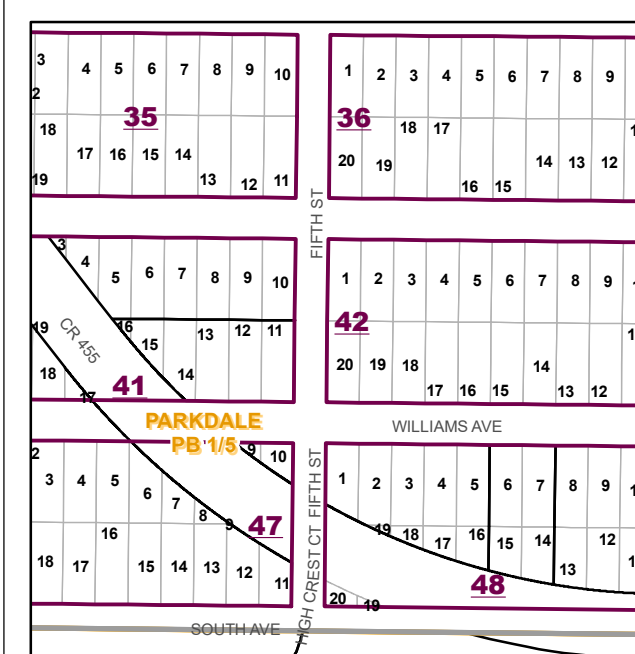 3 4 5 6 7 8 9 10
2
35
18 17 16 15 14
19 13 12 11
1 2 3 4 5 6 7 8 9
36
18 17
20 19 14 13 12
16 15
FIFTH ST
3 4 5 6 7 8 9 10
19 CR 455 16 15 13 12 11
18 17 14
41
1 2 3 4 5 6 7 8 9
42
20 19 18 14
17 16 15 13 12
PARKDALE
PB 1/5
WILLIAMS AVE
2 9 10
3 4 5 6 7 8 9
47
16
18 17 15 14 13 12 11
HIGH CREST CT FIFTH ST
1 2 3 4 5 6 7 8 9
19 18 17 16 15 14 12
13
48
20 19
SOUTH AVE